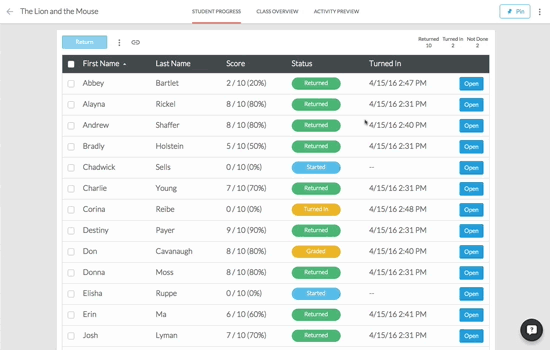 ← The Lion and the Mouse STUDENT PROGRESS CLASS OVERVIEW ACTIVITY PREVIEW Pin
Return Returned 10 Turned In 2 Not Done 2
First Name Last Name Score Status Turned In
Abbey Bartlet 2 / 10 (20%) Returned 4/15/16 2:47 PM Open
Alayna Rickel 8 / 10 (80%) Returned 4/15/16 2:31 PM Open
Andrew Shaffer 8 / 10 (80%) Returned 4/15/16 2:40 PM Open
Bradly Holstein 5 / 10 (50%) Returned 4/15/16 2:31 PM Open
Chadwick Sells 0 / 10 (0%) Started -- Open
Charlie Young 7 / 10 (70%) Returned 4/15/16 2:31 PM Open
Corina Reibe 0 / 10 (0%) Turned In 4/15/16 2:48 PM Open
Destiny Payer 9 / 10 (90%) Returned 4/15/16 2:31 PM Open
Don Cavanaugh 8 / 10 (80%) Graded 4/15/16 2:40 PM Open
Donna Moss 8 / 10 (80%) Returned 4/15/16 2:31 PM Open
Elisha Ruppe 0 / 10 (0%) Started -- Open
Erin Ma 6 / 10 (60%) Returned 4/15/16 2:41 PM Open
Josh Lyman 7 / 10 (70%) Returned 4/15/16 2:31 PM Open